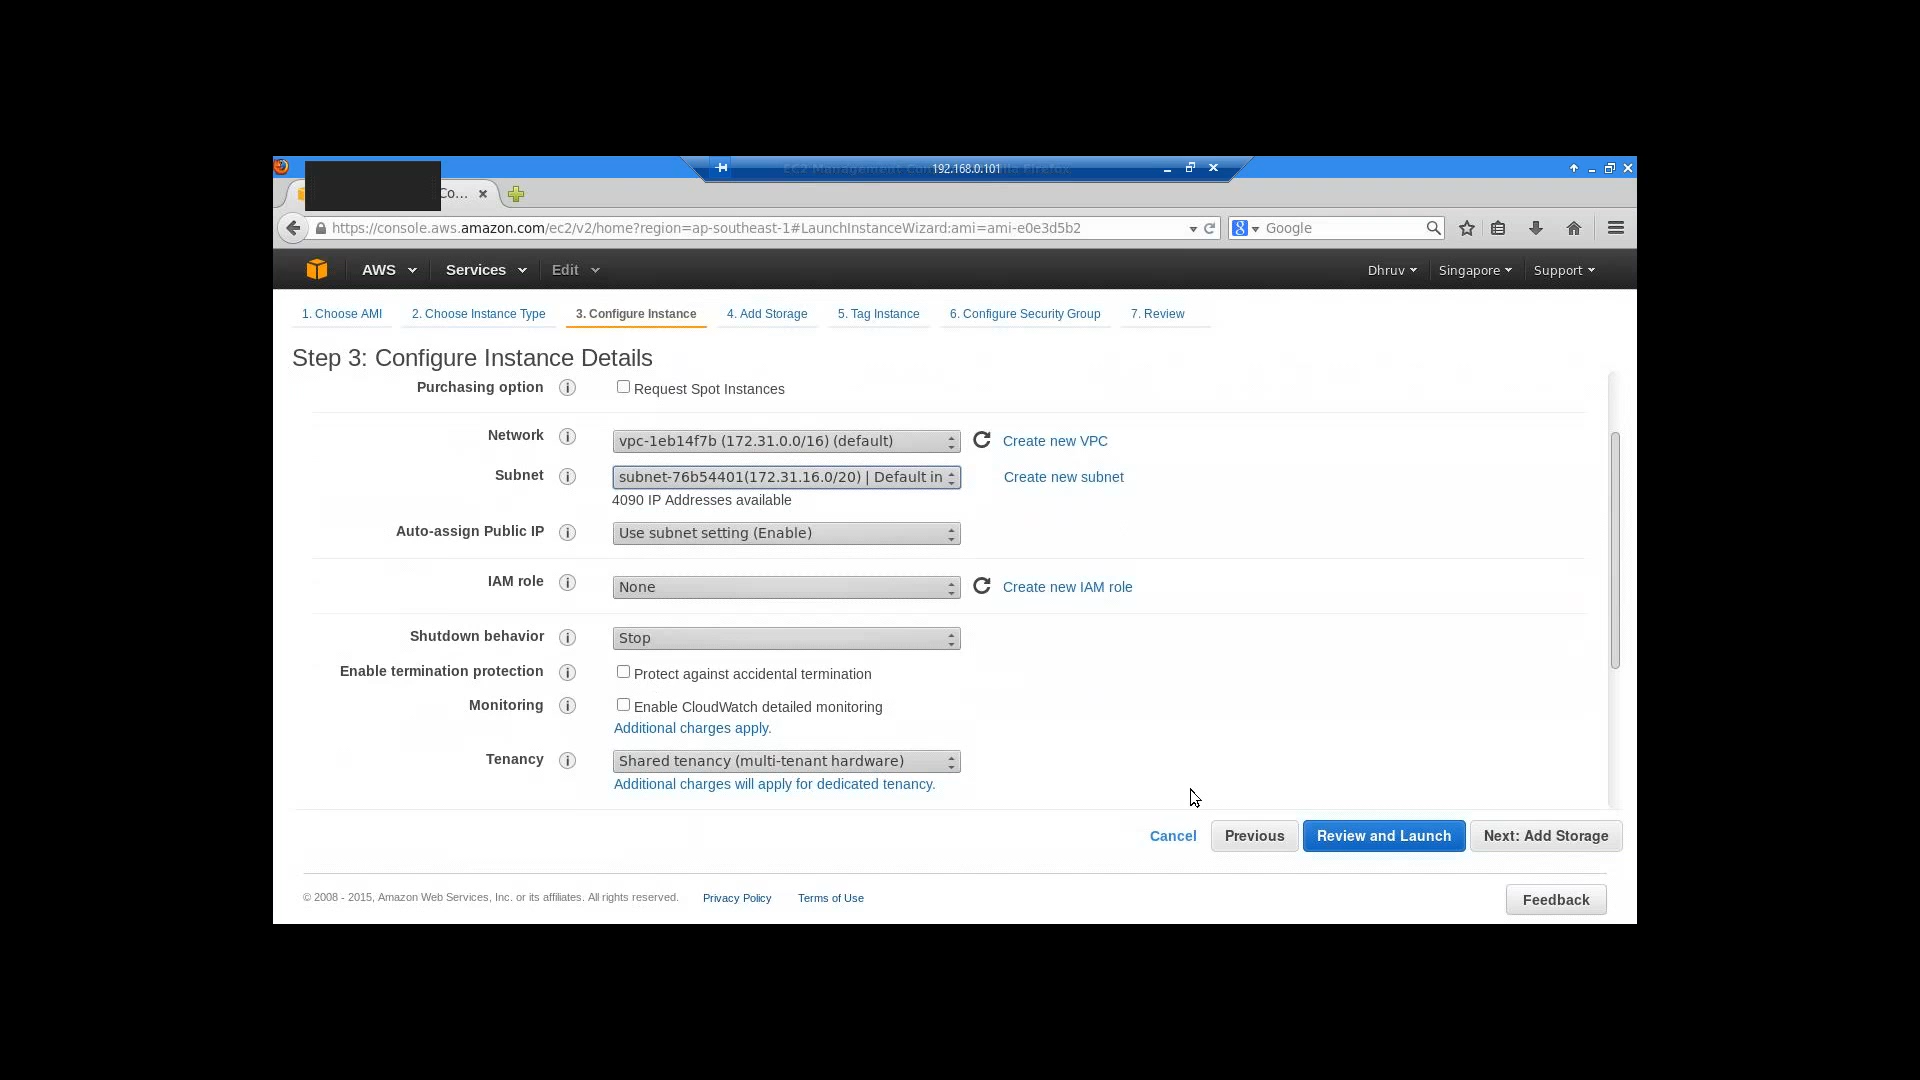 192.168.0.101
Co...
https://console.aws.amazon.com/ec2/v2/home?region=ap-southeast-1#LaunchInstanceWizard:ami=ami-e0e3d5b2
Google
AWS Services Edit Dhruv Singapore Support
1. Choose AMI 2. Choose Instance Type 3. Configure Instance 4. Add Storage 5. Tag Instance 6. Configure Security Group 7. Review
Step 3: Configure Instance Details
Purchasing option Request Spot Instances
Network vpc-1eb14f7b (172.31.0.0/16) (default) Create new VPC
Subnet subnet-76b54401(172.31.16.0/20) | Default in Create new subnet
4090 IP Addresses available
Auto-assign Public IP Use subnet setting (Enable)
IAM role None Create new IAM role
Shutdown behavior Stop
Enable termination protection Protect against accidental termination
Monitoring Enable CloudWatch detailed monitoring
Additional charges apply.
Tenancy Shared tenancy (multi-tenant hardware)
Additional charges will apply for dedicated tenancy.
Cancel Previous Review and Launch Next: Add Storage
© 2008 - 2015, Amazon Web Services, Inc. or its affiliates. All rights reserved. Privacy Policy Terms of Use Feedback